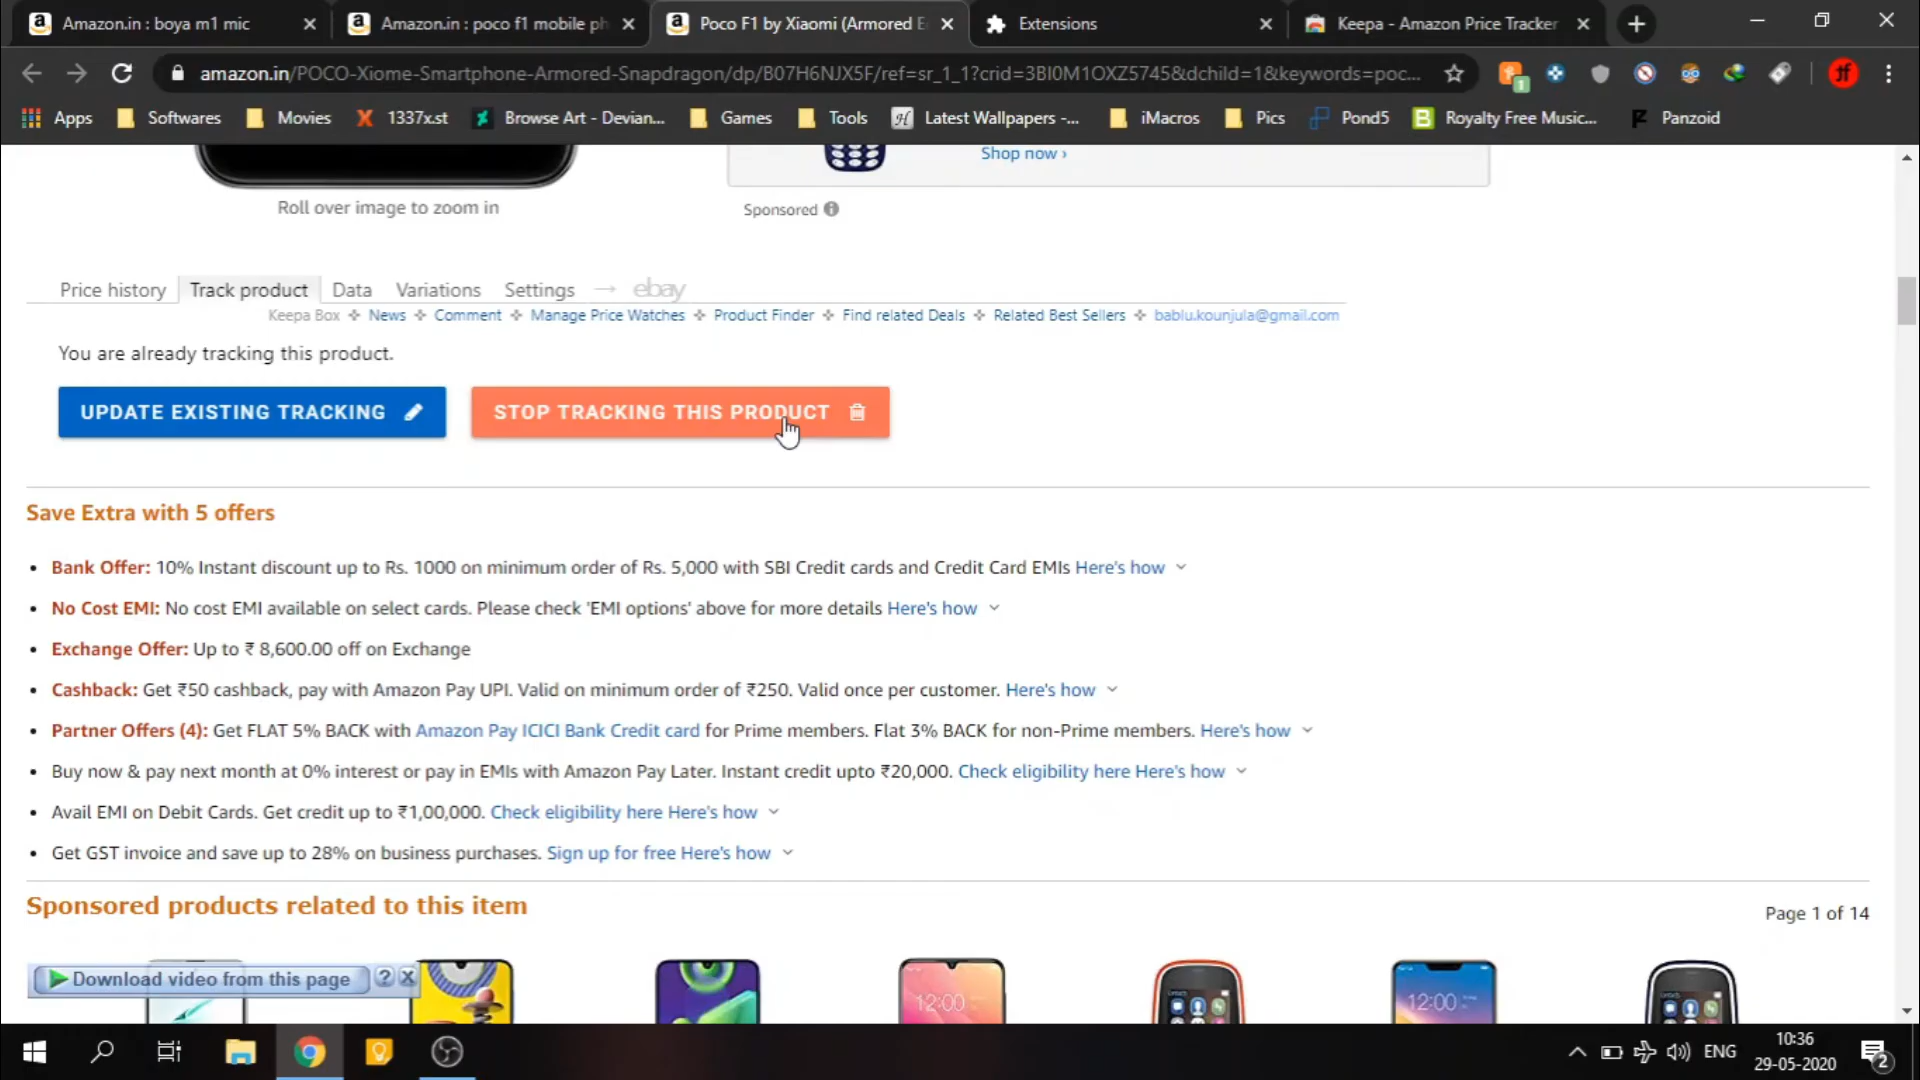 Amazon.in : boya m1 mic
Amazon.in : poco f1 mobile ph
Poco F1 by Xiaomi (Armored E
Extensions
Keepa - Amazon Price Tracker
amazon.in/POCO-Xiome-Smartphone-Armored-Snapdragon/dp/B07H6NJX5F/ref=sr_1_1?crid=3BI0M1OXZ5745&dchild=1&keywords=poc...
Apps
Softwares
Movies
1337x.st
Browse Art - Devian...
Games
Tools
Latest Wallpapers -...
iMacros
Pics
Pond5
Royalty Free Music...
Panzoid
Shop now ›
Roll over image to zoom in
Sponsored
Price history Track product Data Variations Settings → ebay
Keepa Box News Comment Manage Price Watches Product Finder Find related Deals Related Best Sellers bablu.kounjula@gmail.com
You are already tracking this product.
UPDATE EXISTING TRACKING
STOP TRACKING THIS PRODUCT
Save Extra with 5 offers
• Bank Offer: 10% Instant discount up to Rs. 1000 on minimum order of Rs. 5,000 with SBI Credit cards and Credit Card EMIs Here's how
• No Cost EMI: No cost EMI available on select cards. Please check 'EMI options' above for more details Here's how
• Exchange Offer: Up to ₹ 8,600.00 off on Exchange
• Cashback: Get ₹50 cashback, pay with Amazon Pay UPI. Valid on minimum order of ₹250. Valid once per customer. Here's how
• Partner Offers (4): Get FLAT 5% BACK with Amazon Pay ICICI Bank Credit card for Prime members. Flat 3% BACK for non-Prime members. Here's how
• Buy now & pay next month at 0% interest or pay in EMIs with Amazon Pay Later. Instant credit upto ₹20,000. Check eligibility here Here's how
• Avail EMI on Debit Cards. Get credit up to ₹1,00,000. Check eligibility here Here's how
• Get GST invoice and save up to 28% on business purchases. Sign up for free Here's how
Sponsored products related to this item
Page 1 of 14
Download video from this page ? X
12:00
12:00
ENG
10:36
29-05-2020
2